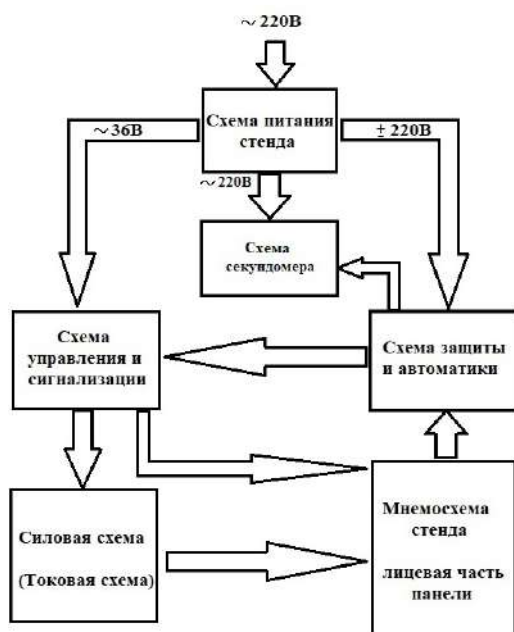 ~220В
Схема питания
стенда
~36В
± 220В
~220В
Схема
секундомера
Схема
управления и
сигнализации
Схема защиты
и автоматики
Силовая схема
(Токовая схема)
Мнемосхема
стенда
лицевая часть
панели